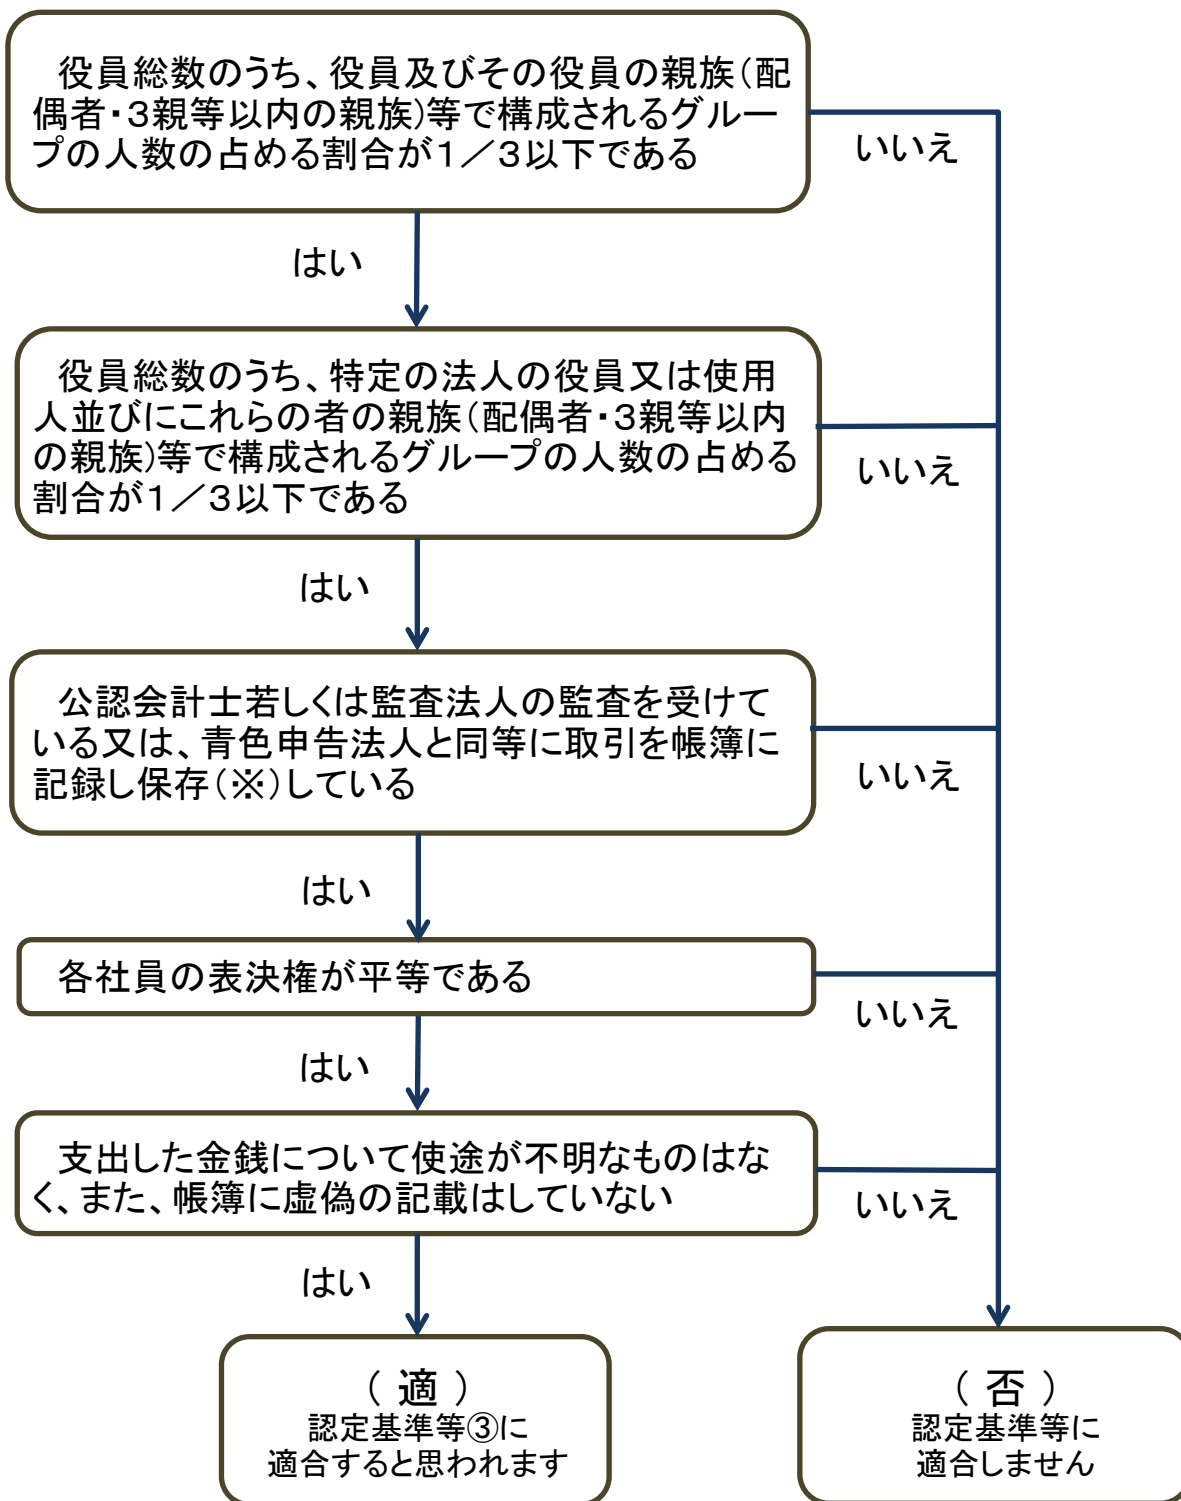 役員総数のうち、役員及びその役員の親族(配
偶者・3親等以内の親族)等で構成されるグルー
プの人数の占める割合が1/3以下である
いいえ
はい
役員総数のうち、特定の法人の役員又は使用
人並びにこれらの者の親族(配偶者・3親等以内
の親族)等で構成されるグループの人数の占める
割合が1/3以下である
いいえ
はい
公認会計士若しくは監査法人の監査を受けて
いる又は、青色申告法人と同等に取引を帳簿に
記録し保存(※)している
いいえ
はい
各社員の表決権が平等である
いいえ
はい
支出した金銭について使途が不明なものはな
く、また、帳簿に虚偽の記載はしていない
いいえ
はい
(適)
認定基準等③に
適合すると思われます
(否)
認定基準等に
適合しません